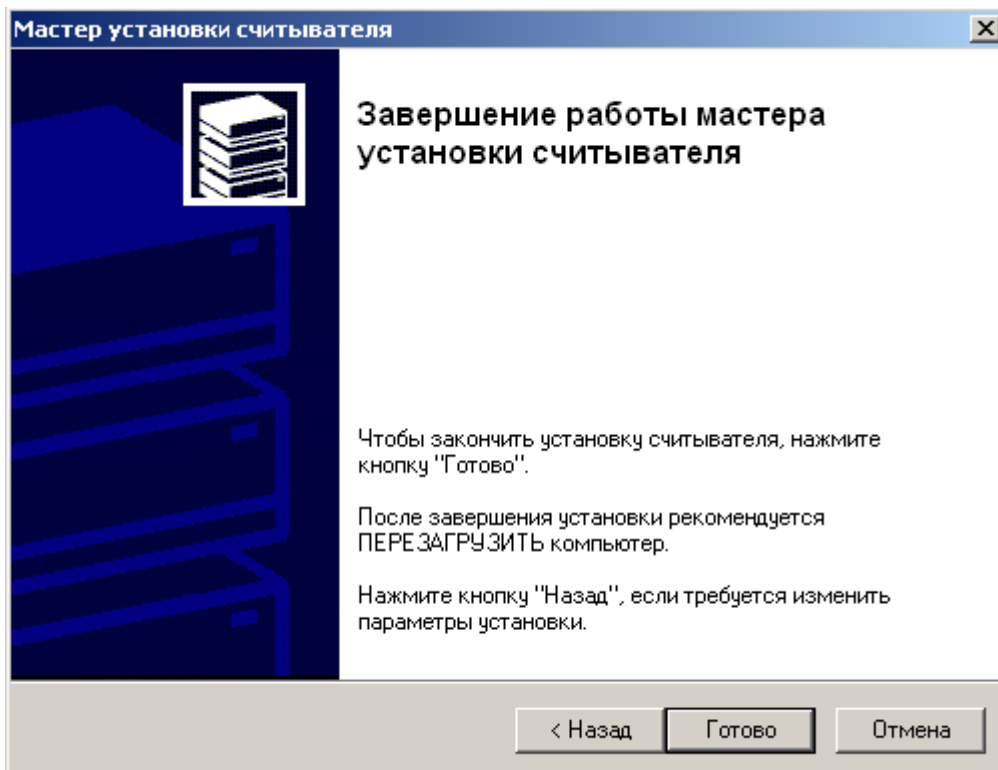 Мастер установки считывателя
Завершение работы мастера
установки считывателя
Чтобы закончить установку считывателя, нажмите
кнопку "Готово".
После завершения установки рекомендуется
ПЕРЕЗАГРУЗИТЬ компьютер.
Нажмите кнопку "Назад", если требуется изменить
параметры установки.
< Назад Готово Отмена